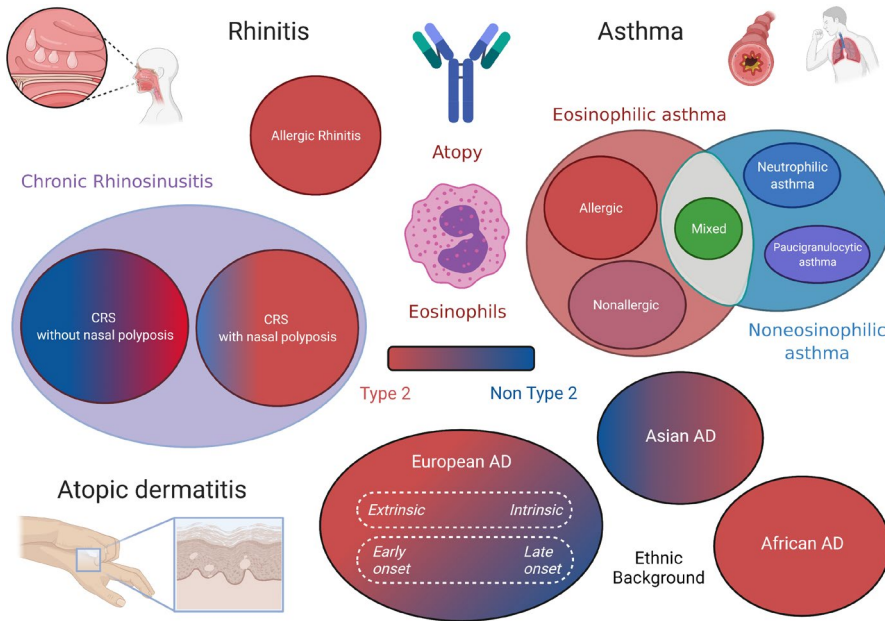 Rhinitis
Asthma
Allergic Rhinitis
Atopy
Eosinophilic asthma
Neutrophilic
asthma
Allergic
Mixed
Paucigranulocytic
asthma
Nonallergic
Noneosinophilic
asthma
Chronic Rhinosinusitis
CRS
without nasal polyposis
CRS
with nasal polyposis
Eosinophils
Type 2
Non Type 2
Atopic dermatitis
European AD
Extrinsic
Intrinsic
Early
onset
Late
onset
Asian AD
African AD
Ethnic
Background